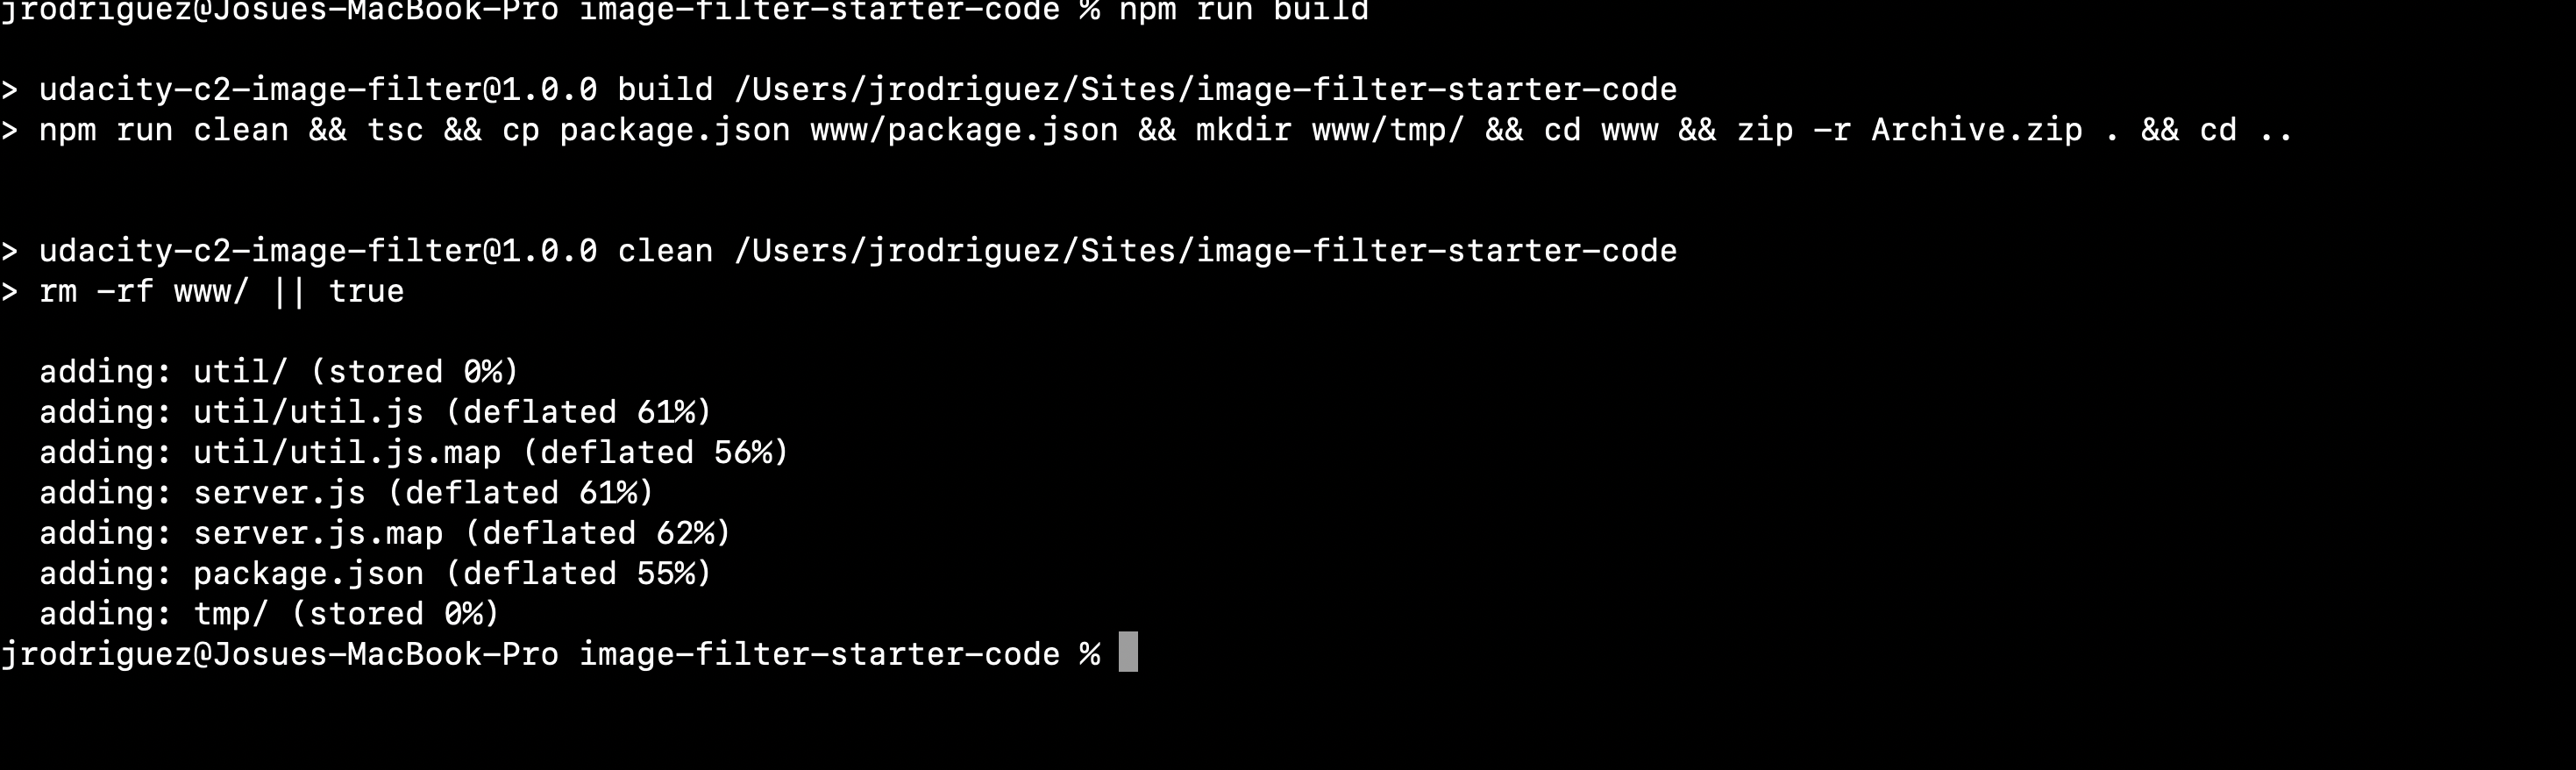 jrodriguez@Josues-MacBook-Pro image-filter-starter-code % npm run build
> udacity-c2-image-filter@1.0.0 build /Users/jrodriguez/Sites/image-filter-starter-code
> npm run clean && tsc && cp package.json www/package.json && mkdir www/tmp/ && cd www && zip -r Archive.zip . && cd ..
> udacity-c2-image-filter@1.0.0 clean /Users/jrodriguez/Sites/image-filter-starter-code
> rm -rf www/ || true
adding: util/ (stored 0%)
adding: util/util.js (deflated 61%)
adding: util/util.js.map (deflated 56%)
adding: server.js (deflated 61%)
adding: server.js.map (deflated 62%)
adding: package.json (deflated 55%)
adding: tmp/ (stored 0%)
jrodriguez@Josues-MacBook-Pro image-filter-starter-code %